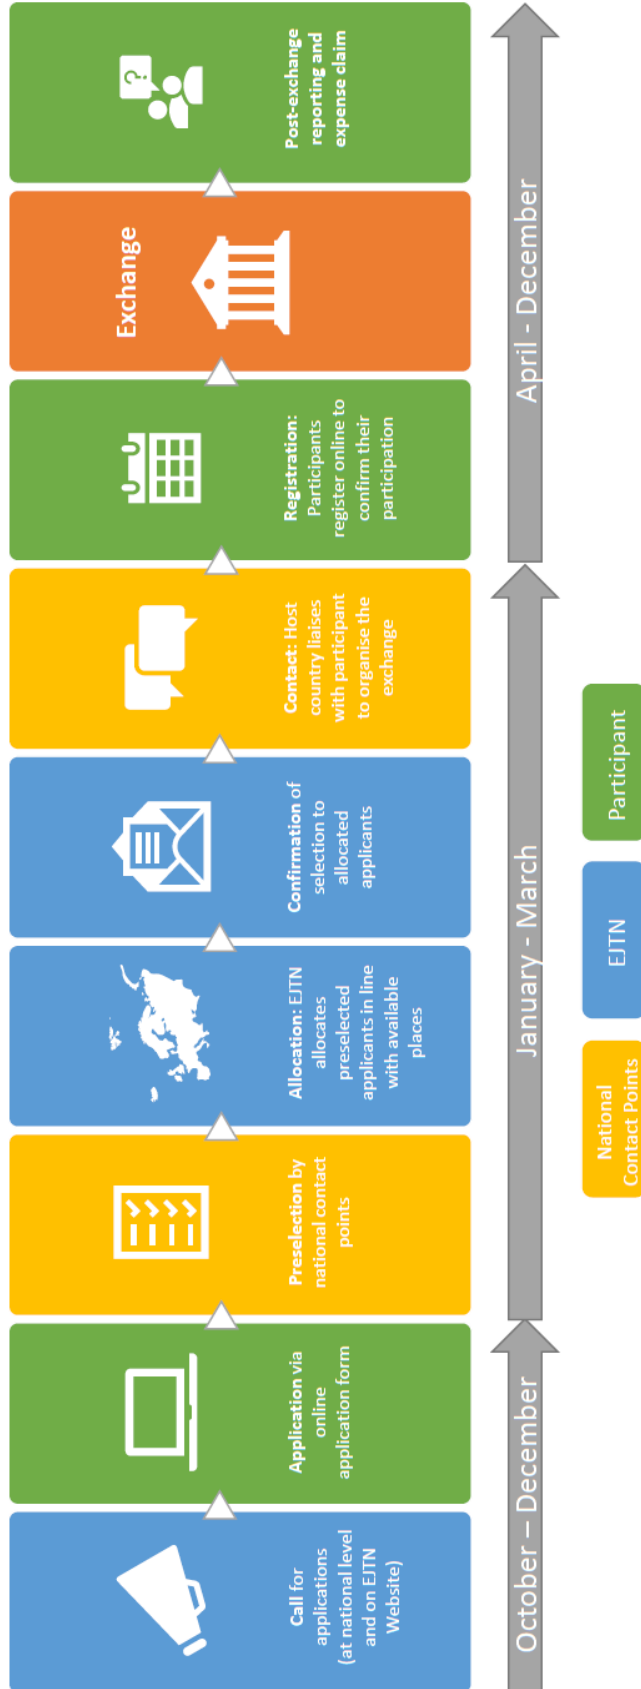 Call for
applications
(at national level
and on EJTN
Website)
Application via
online
application form
Preselection by
national contact
points
Allocation: EJTN
allocates
preselected
applicants in line
with available
places
Confirmation of
selection to
allocated
applicants
Contact: Host
country liaises
with participant
to organise the
exchange
Registration:
Participants
register online to
confirm their
participation
Exchange
?
Post-exchange
reporting and
expense claim
October – December
January - March
April - December
National
Contact Points
EJTN
Participant